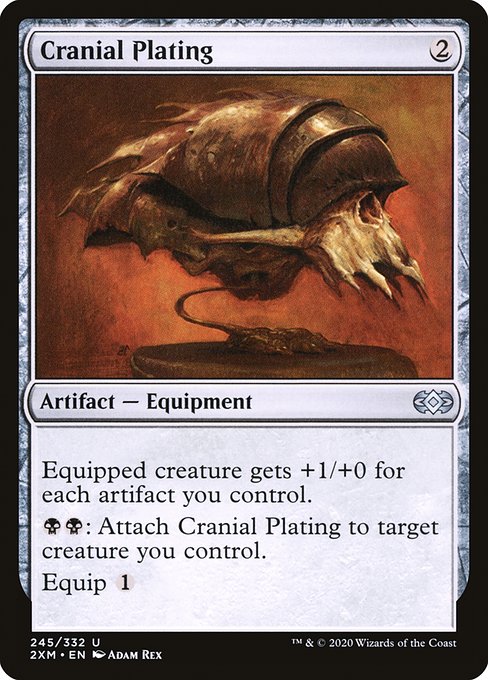 Cranial Plating 2
Artifact — Equipment
Equipped creature gets +1/+0 for
each artifact you control.
: Attach Cranial Plating to target
creature you control.
Equip 1
245/332 U
2XM • EN Adam Rex
™ & © 2020 Wizards of the Coast